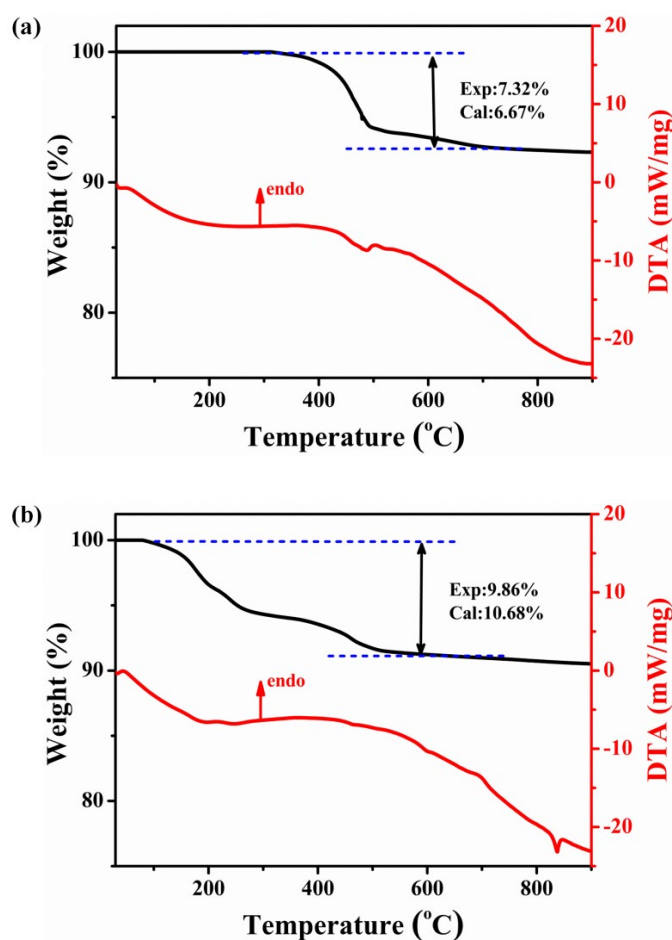 (a)
100
90
80
Weight (%)
Exp:7.32%
Cal:6.67%
endo
20
10
0
-10
-20
DTA (mW/mg)
200
400
600
800
Temperature (°C)
(b)
100
90
80
Weight (%)
Exp:9.86%
Cal:10.68%
endo
20
10
0
-10
-20
DTA (mW/mg)
200
400
600
800
Temperature (°C)